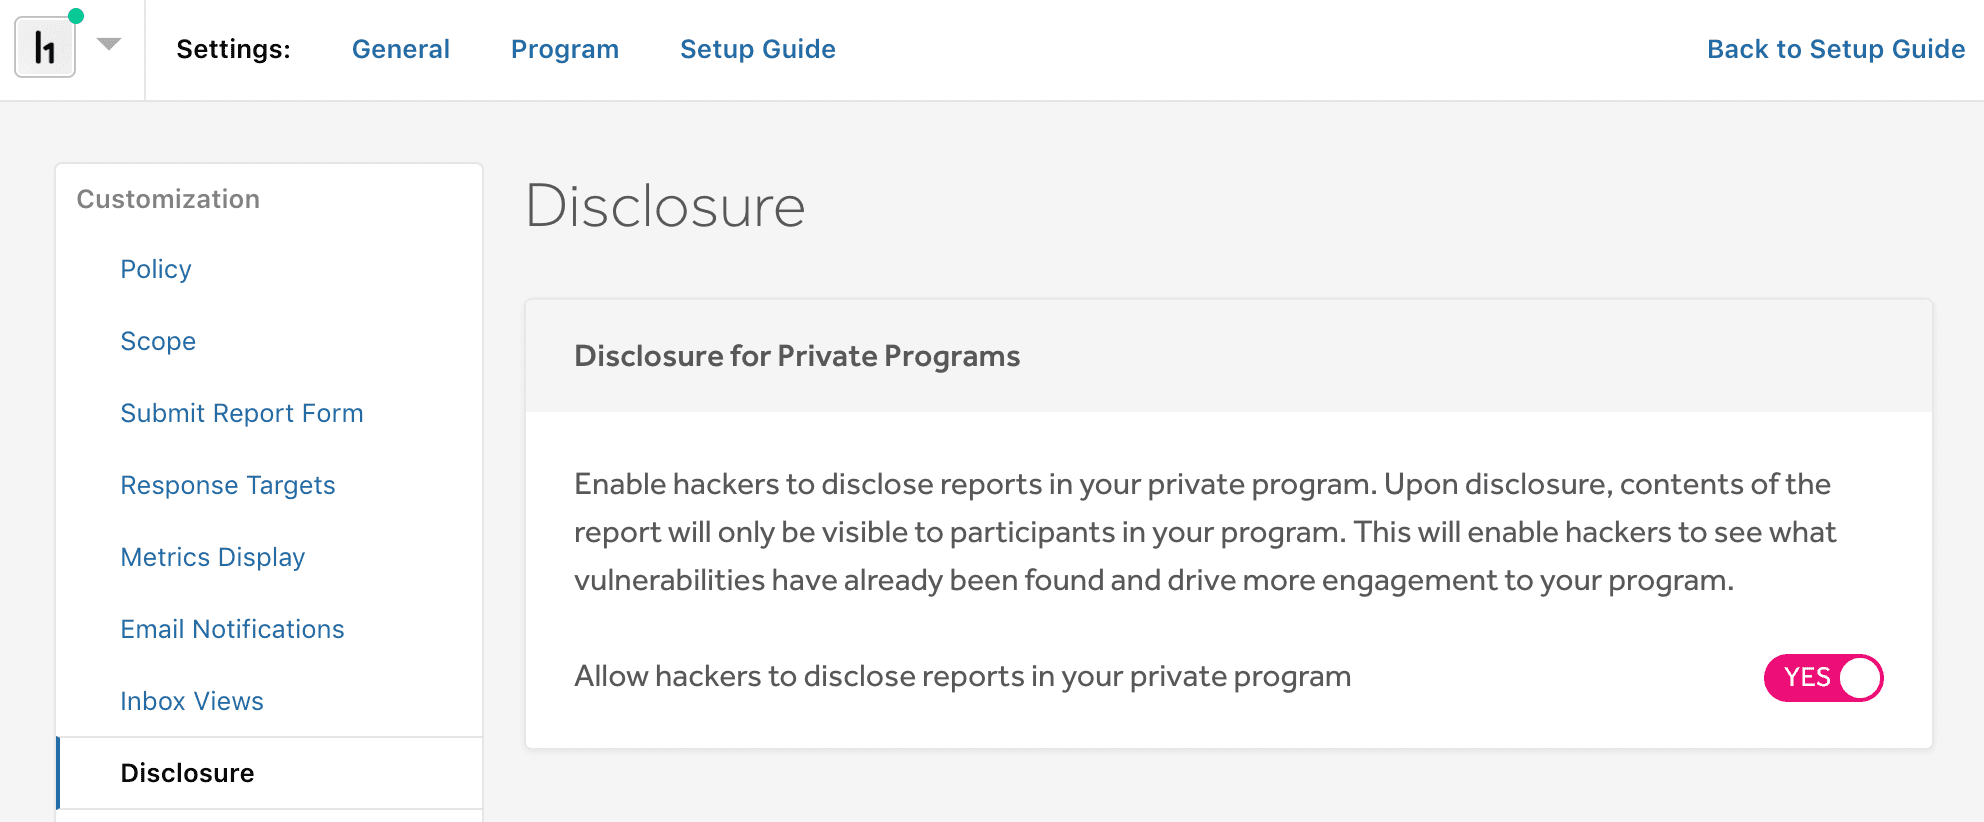 h1
Settings: General Program Setup Guide Back to Setup Guide
Customization
Policy
Scope
Submit Report Form
Response Targets
Metrics Display
Email Notifications
Inbox Views
Disclosure
Disclosure
Disclosure for Private Programs
Enable hackers to disclose reports in your private program. Upon disclosure, contents of the
report will only be visible to participants in your program. This will enable hackers to see what
vulnerabilities have already been found and drive more engagement to your program.
Allow hackers to disclose reports in your private program YES